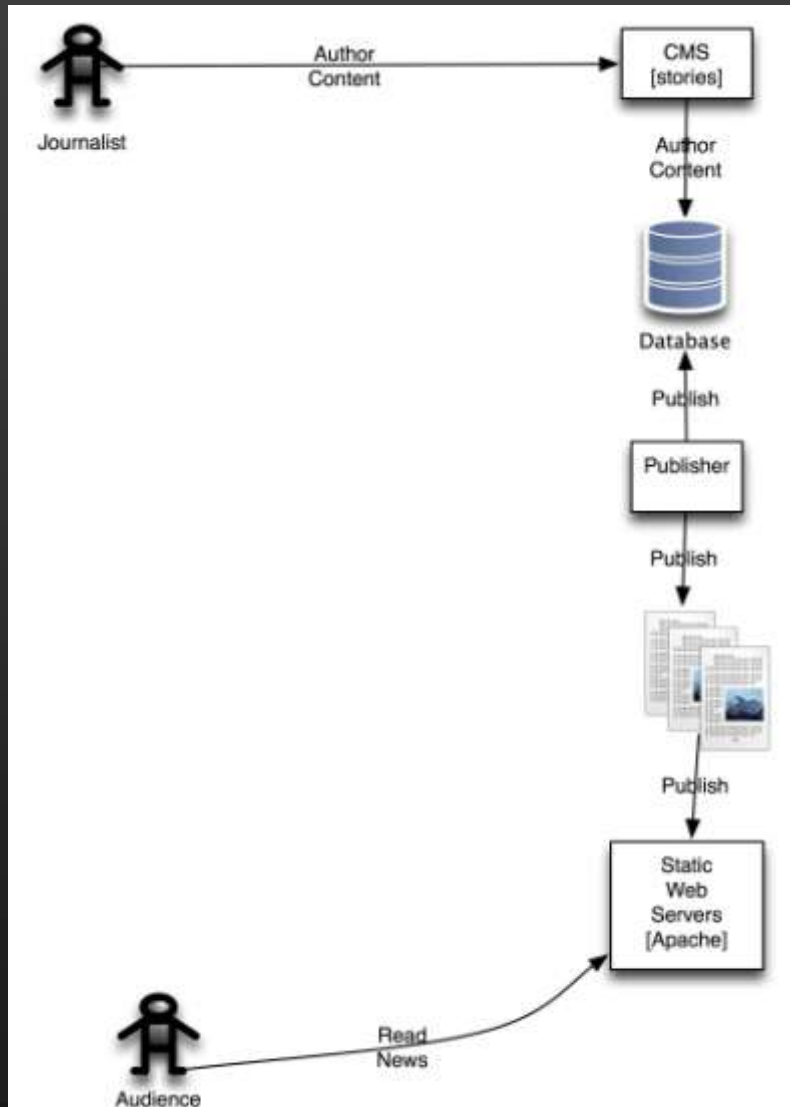 Author
Content
CMS
[stories]
Journalist
Author
Content
Database
Publish
Publisher
Publish
Publish
Static
Web
Servers
[Apache]
Read
News
Audience